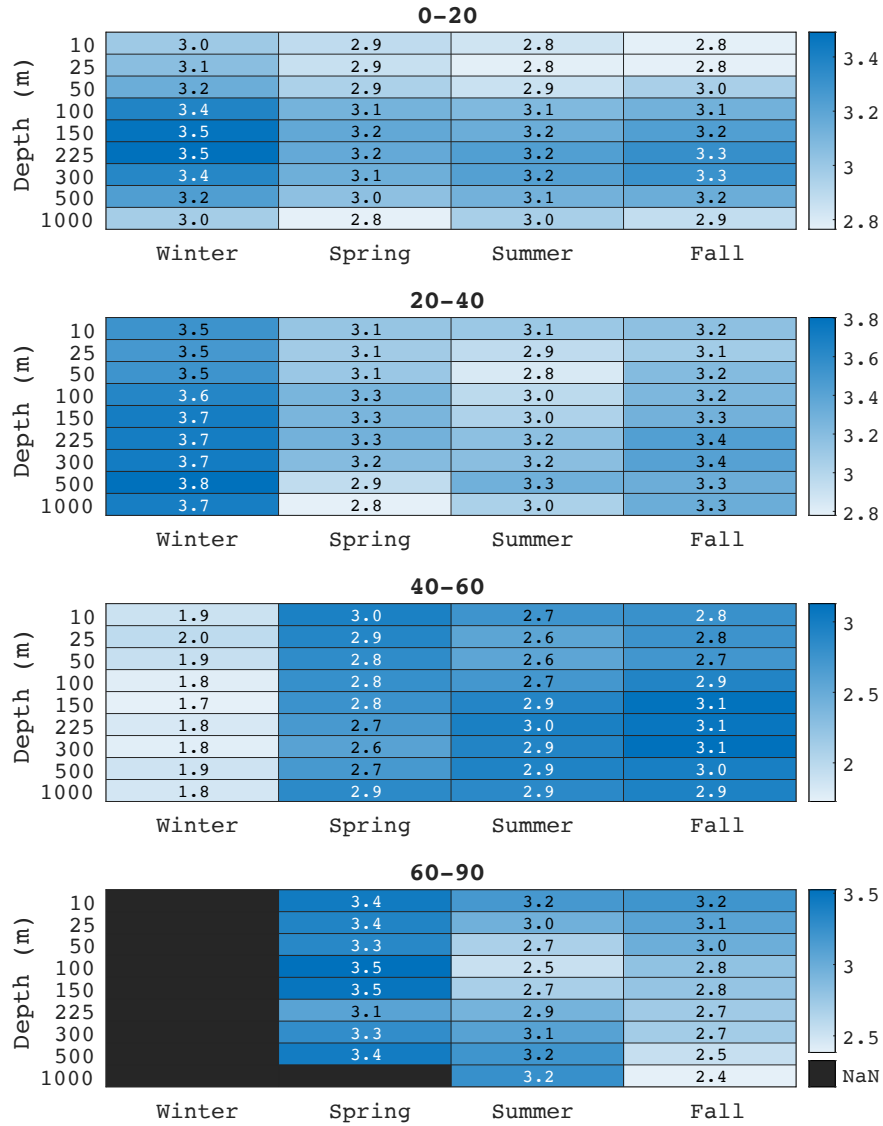 0–20
Depth (m)
10 3.0 2.9 2.8 2.8
25 3.1 2.9 2.8 2.8
50 3.2 2.9 2.9 3.0
100 3.4 3.1 3.1 3.1
150 3.5 3.2 3.2 3.2
225 3.5 3.2 3.2 3.3
300 3.4 3.1 3.2 3.3
500 3.2 3.0 3.1 3.2
1000 3.0 2.8 3.0 2.9
Winter Spring Summer Fall
3.4
3.2
3
2.8
20–40
Depth (m)
10 3.5 3.1 3.1 3.2
25 3.5 3.1 2.9 3.1
50 3.5 3.1 2.8 3.2
100 3.6 3.3 3.0 3.2
150 3.7 3.3 3.0 3.3
225 3.7 3.3 3.2 3.4
300 3.7 3.2 3.2 3.4
500 3.8 2.9 3.3 3.3
1000 3.7 2.8 3.0 3.3
Winter Spring Summer Fall
3.8
3.6
3.4
3.2
3
2.8
40–60
Depth (m)
10 1.9 3.0 2.7 2.8
25 2.0 2.9 2.6 2.8
50 1.9 2.8 2.6 2.7
100 1.8 2.8 2.7 2.9
150 1.7 2.8 2.9 3.1
225 1.8 2.7 3.0 3.1
300 1.8 2.6 2.9 3.1
500 1.9 2.7 2.9 3.0
1000 1.8 2.9 2.9 2.9
Winter Spring Summer Fall
3
2.5
2
60–90
Depth (m)
10 3.4 3.2 3.2
25 3.4 3.0 3.1
50 3.3 2.7 3.0
100 3.5 2.5 2.8
150 3.5 2.7 2.8
225 3.1 2.9 2.7
300 3.3 3.1 2.7
500 3.4 3.2 2.5
1000 3.2 2.4
Winter Spring Summer Fall
3.5
3
2.5
NaN